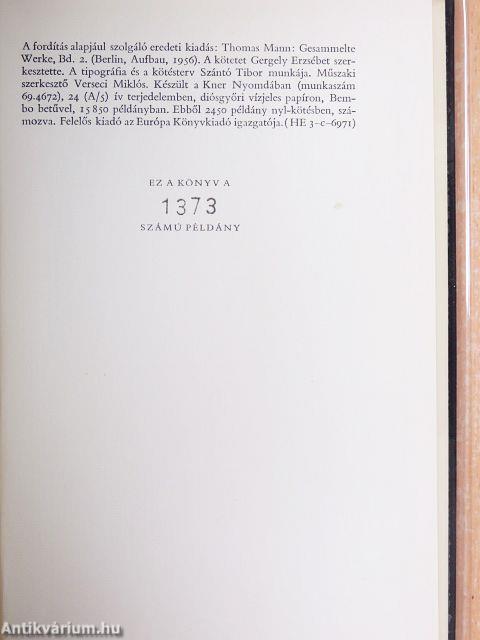 A fordítás alapjául szolgáló eredeti kiadás: Thomas Mann: Gesammelte
Werke, Bd. 2. (Berlin, Aufbau, 1956). A kötetet Gergely Erzsébet szer-
kesztette. A tipográfia és a kötésterv Szántó Tibor munkája. Műszaki
szerkesztő Verseci Miklós. Készült a Kner Nyomdában (munkaszám
69.4672), 24 (A/5) ív terjedelemben, diósgyőri vízjeles papíron, Bem-
bo betűvel, 15 850 példányban. Ebből 2450 példány nyl-kötésben, szá-
mozva. Felelős kiadó az Európa Könyvkiadó igazgatója. (HE 3-c-6971)
EZ A KÖNYV A
1373
SZÁMÚ PÉLDÁNY
Antikvárium.hu